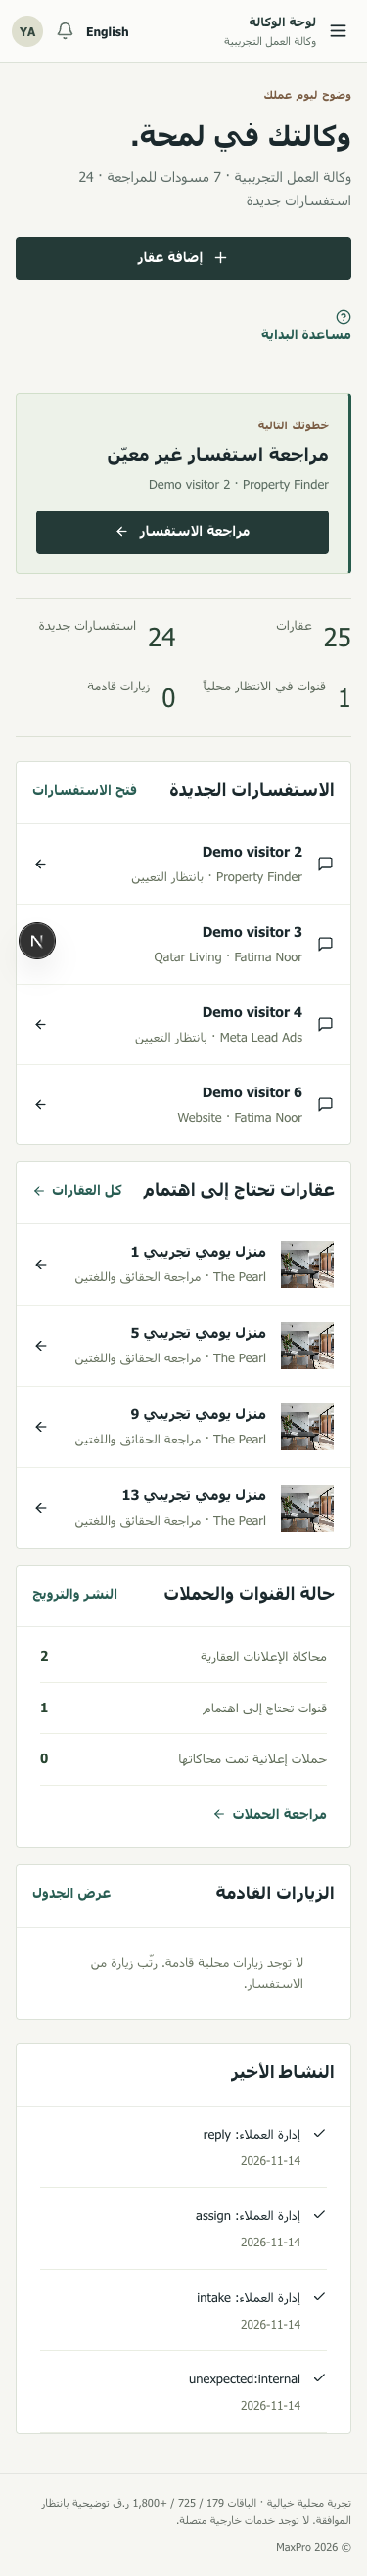 لوحة الوكالة
وكالة العمل التجريبية
English
YA
وضوح ليوم عملك
وكالتك في لمحة.
وكالة العمل التجريبية · 7 مسودات للمراجعة · 24
استفسارات جديدة
+ إضافة عقار
مساعدة البداية
خطوتك التالية
مراجعة استفسار غير معيّن
Demo visitor 2 · Property Finder
مراجعة الاستفسار ←
25 عقارات
24 استفسارات جديدة
1 قنوات في الانتظار محلياً
0 زيارات قادمة
الاستفسارات الجديدة
فتح الاستفسارات
Demo visitor 2
Property Finder · بانتظار التعيين
Demo visitor 3
Qatar Living · Fatima Noor
N
Demo visitor 4
Meta Lead Ads · بانتظار التعيين
Demo visitor 6
Website · Fatima Noor
عقارات تحتاج إلى اهتمام
كل العقارات ←
منزل يومي تجريبي 1
The Pearl · مراجعة الحقائق واللغتين
منزل يومي تجريبي 5
The Pearl · مراجعة الحقائق واللغتين
منزل يومي تجريبي 9
The Pearl · مراجعة الحقائق واللغتين
منزل يومي تجريبي 13
The Pearl · مراجعة الحقائق واللغتين
حالة القنوات والحملات
النشر والترويج
محاكاة الإعلانات العقارية 2
قنوات تحتاج إلى اهتمام 1
حملات إعلانية تمت محاكاتها 0
مراجعة الحملات ←
الزيارات القادمة
عرض الجدول
لا توجد زيارات محلية قادمة. رتّب زيارة من
الاستفسار.
النشاط الأخير
إدارة العملاء: reply
2026-11-14
إدارة العملاء: assign
2026-11-14
إدارة العملاء: intake
2026-11-14
unexpected:internal
2026-11-14
تجربة محلية خيالية · الباقات 179 / 725 / +1,800 ر.ق توضيحية بانتظار
الموافقة. لا توجد خدمات خارجية متصلة.
© MaxPro 2026